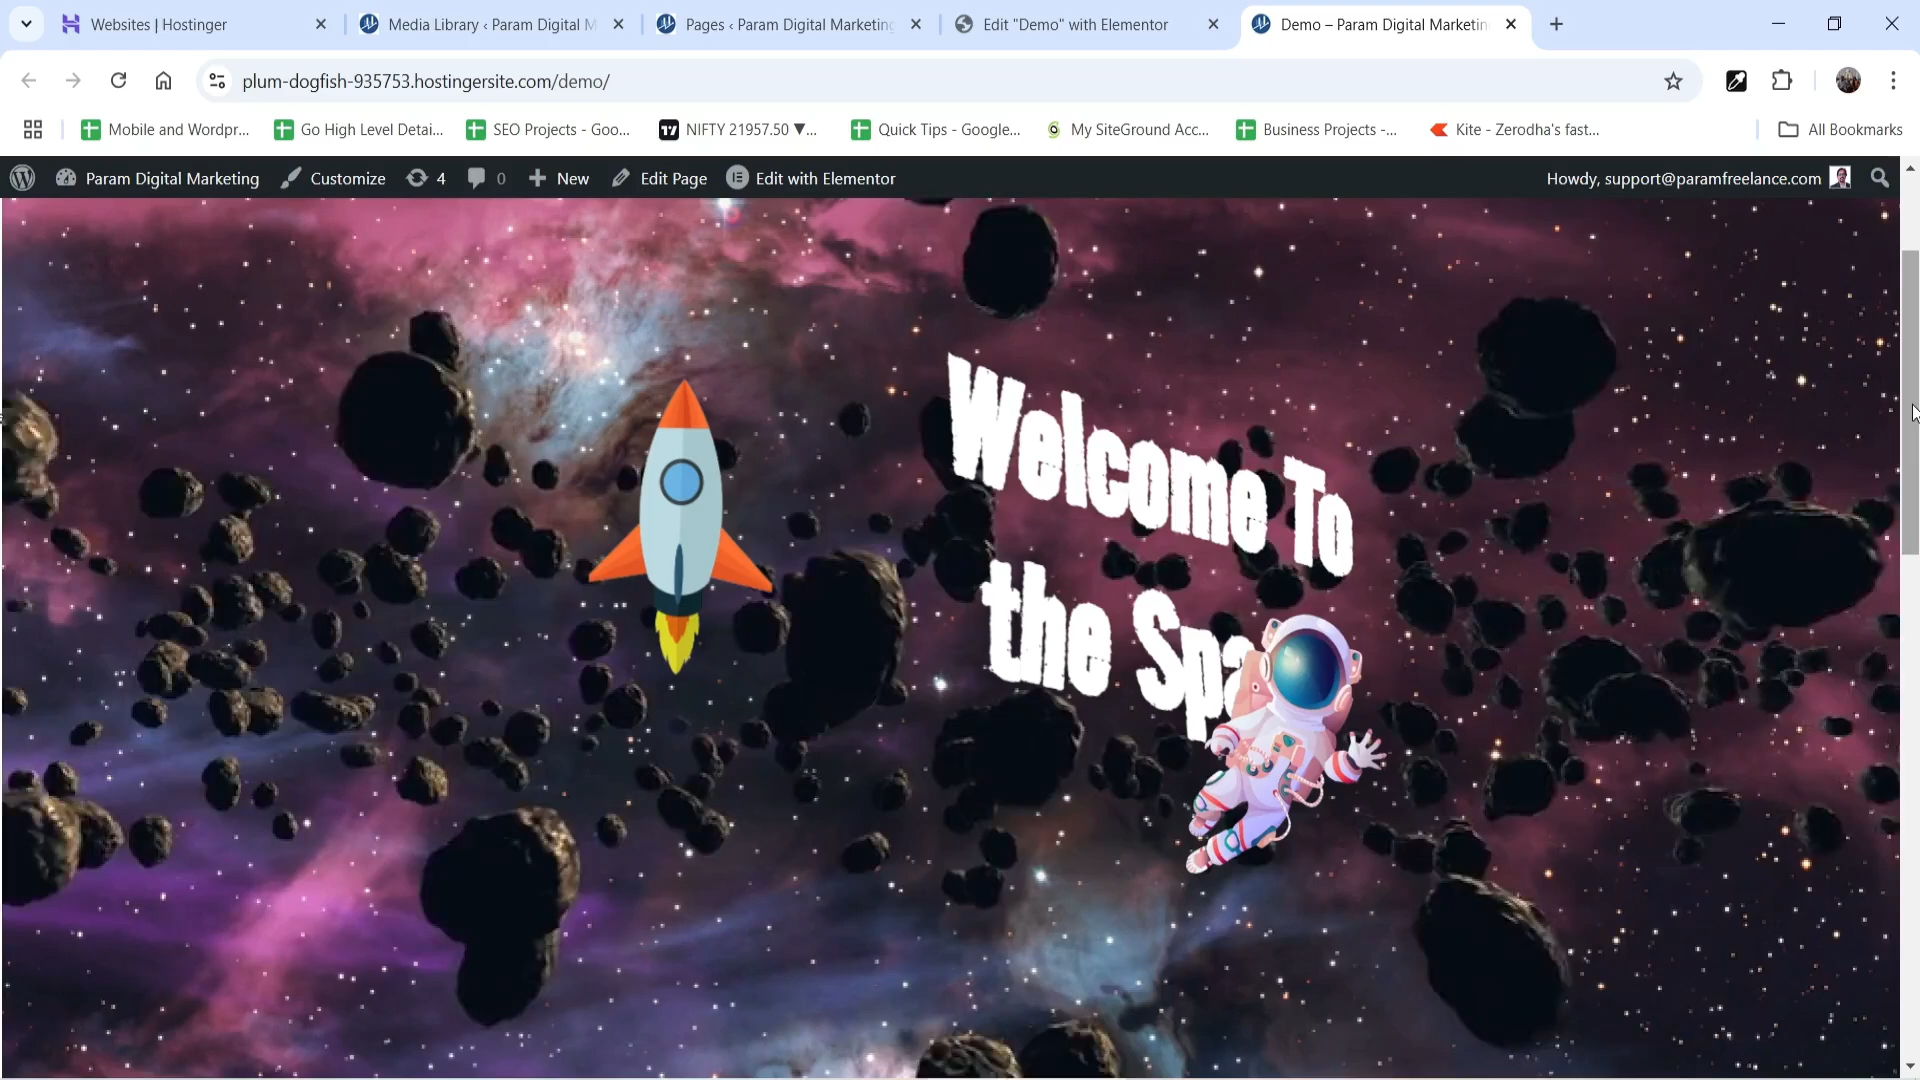 Websites | Hostinger
Media Library ‹ Param Digital M
Pages ‹ Param Digital Marketing
Edit "Demo" with Elementor
Demo – Param Digital Marketin
plum-dogfish-935753.hostingersite.com/demo/
Mobile and Wordpr...
Go High Level Detai...
SEO Projects - Goo...
NIFTY 21957.50 ▼...
Quick Tips - Google...
My SiteGround Acc...
Business Projects -...
Kite - Zerodha's fast...
All Bookmarks
Param Digital Marketing
Customize
4
0
New
Edit Page
Edit with Elementor
Howdy, support@paramfreelance.com
Welcome To
the Spa